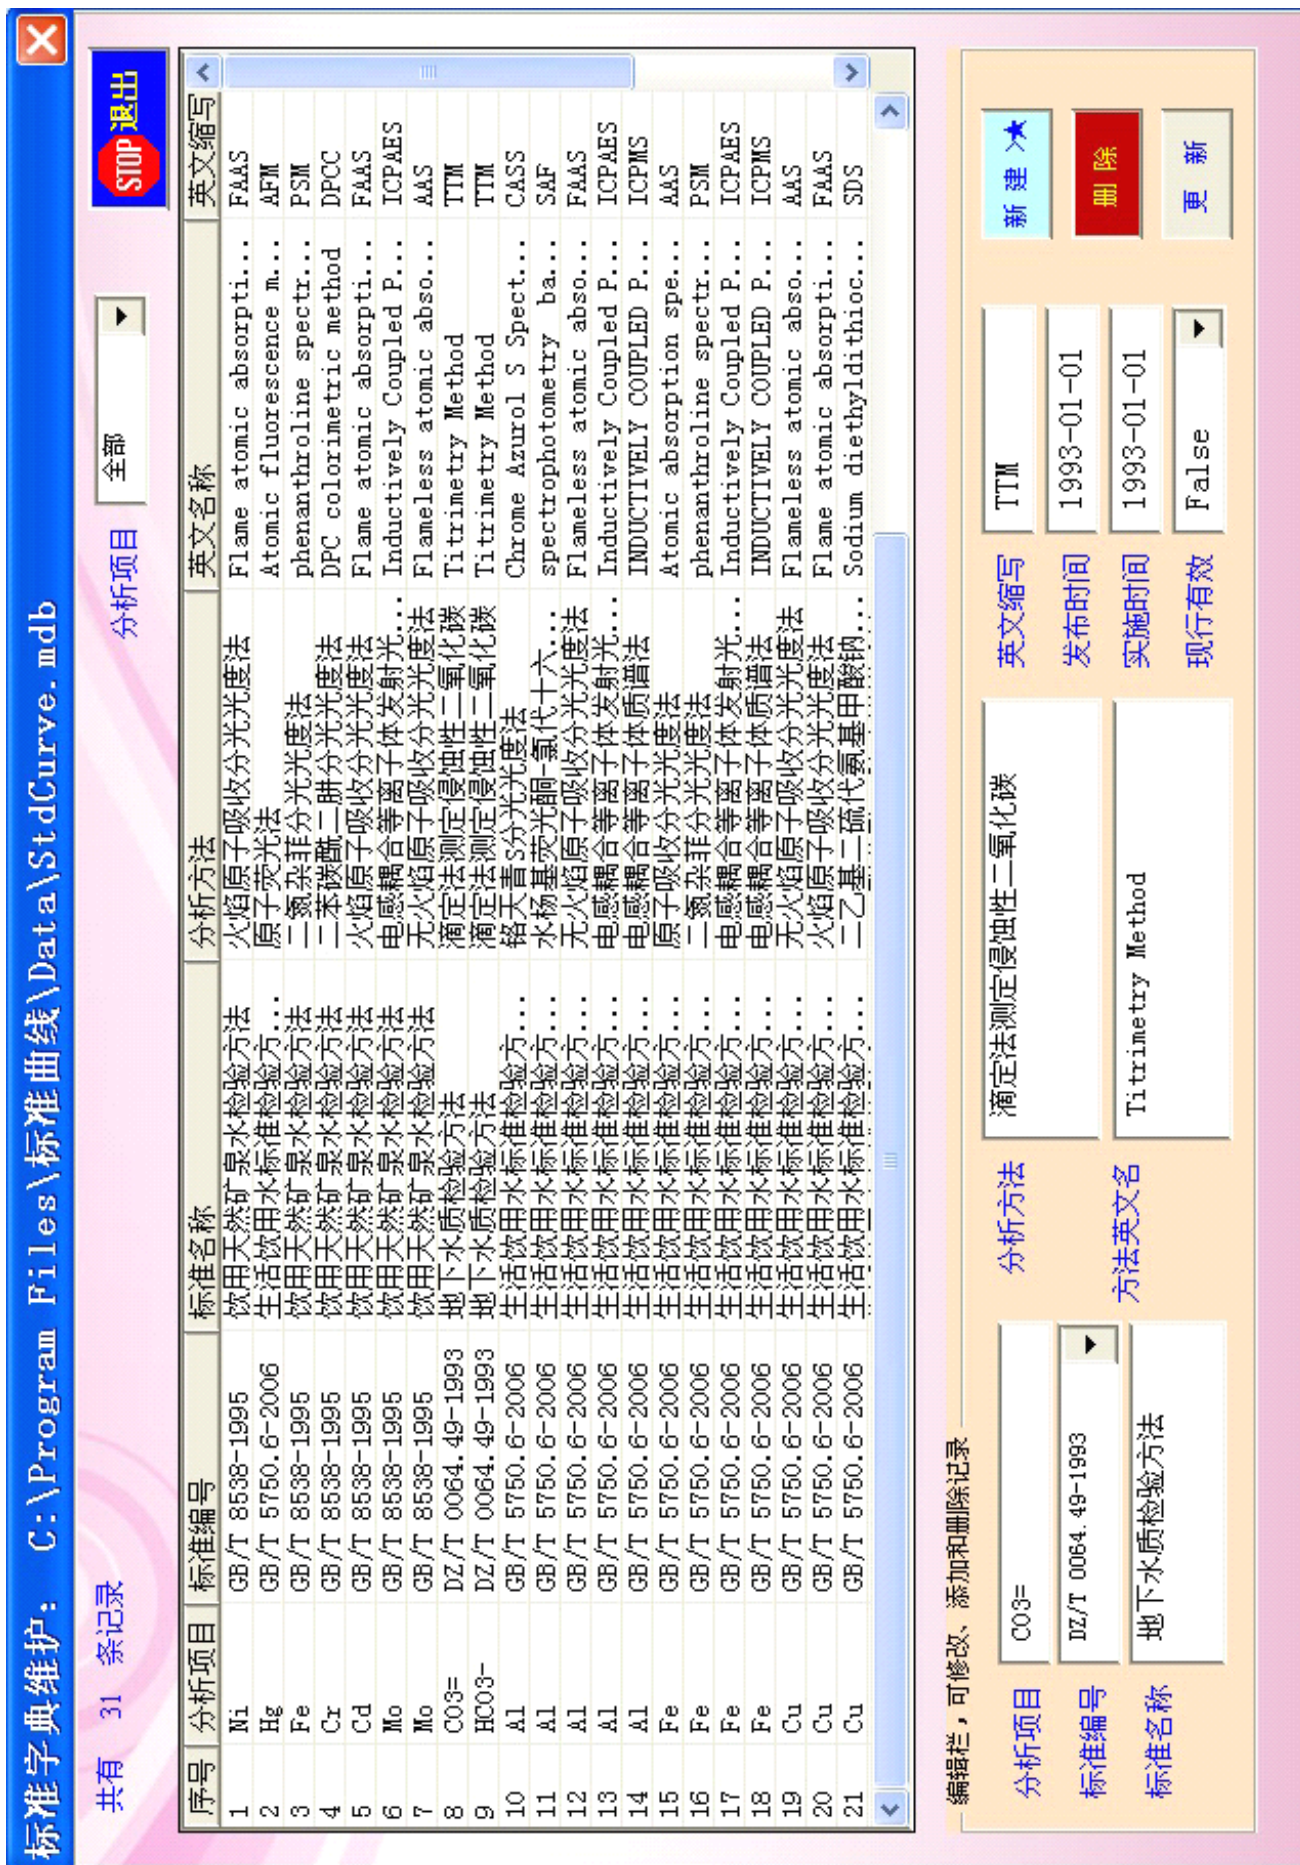 标准字典维护： C:\Program Files\标准曲线\Data\StdCurve.mdb
共有 31 条记录 分析项目 全部 STOP 退出
序号 分析项目 标准编号 标准名称 分析方法 英文名称 英文缩写
1 Ni GB/T 8538-1995 饮用天然矿泉水检验方法 火焰原子吸收分光光度法 Flame atomic absorpti... FAAS
2 Hg GB/T 5750.6-2006 生活饮用水标准检验方... 原子荧光法 Atomic fluorescence m... AFM
3 Fe GB/T 8538-1995 饮用天然矿泉水检验方法 二氮杂菲分光光度法 phenanthroline spectr... PSM
4 Cr GB/T 8538-1995 饮用天然矿泉水检验方法 二苯碳酰二肼分光光度法 DPC colorimetric method DPCC
5 Cd GB/T 8538-1995 饮用天然矿泉水检验方法 火焰原子吸收分光光度法 Flame atomic absorpti... FAAS
6 Mo GB/T 8538-1995 饮用天然矿泉水检验方法 电感耦合等离子体发射光... Inductively Coupled P... ICPAES
7 Mo GB/T 8538-1995 饮用天然矿泉水检验方法 无火焰原子吸收分光光度法 Flameless atomic abso... AAS
8 CO3= DZ/T 0064.49-1993 地下水质检验方法 滴定法测定侵蚀性二氧化碳 Titrimetry Method TTM
9 HCO3- DZ/T 0064.49-1993 地下水质检验方法 滴定法测定侵蚀性二氧化碳 Titrimetry Method TTM
10 Al GB/T 5750.6-2006 生活饮用水标准检验方... 铬天青S分光光度法 Chrome Azurol S Spect... CASS
11 Al GB/T 5750.6-2006 生活饮用水标准检验方... 水杨基荧光酮-氯代十六... spectrophotometry ba... SAF
12 Al GB/T 5750.6-2006 生活饮用水标准检验方... 无火焰原子吸收分光光度法 Flameless atomic abso... FAAS
13 Al GB/T 5750.6-2006 生活饮用水标准检验方... 电感耦合等离子体发射光... Inductively Coupled P... ICPAES
14 Al GB/T 5750.6-2006 生活饮用水标准检验方... 电感耦合等离子体质谱法 INDUCTIVELY COUPLED P... ICPMS
15 Fe GB/T 5750.6-2006 生活饮用水标准检验方... 原子吸收分光光度法 Atomic absorption spe... AAS
16 Fe GB/T 5750.6-2006 生活饮用水标准检验方... 二氮杂菲分光光度法 phenanthroline spectr... PSM
17 Fe GB/T 5750.6-2006 生活饮用水标准检验方... 电感耦合等离子体发射光... Inductively Coupled P... ICPAES
18 Fe GB/T 5750.6-2006 生活饮用水标准检验方... 电感耦合等离子体质谱法 INDUCTIVELY COUPLED P... ICPMS
19 Cu GB/T 5750.6-2006 生活饮用水标准检验方... 无火焰原子吸收分光光度法 Flameless atomic abso... AAS
20 Cu GB/T 5750.6-2006 生活饮用水标准检验方... 火焰原子吸收分光光度法 Flame atomic absorpti... FAAS
21 Cu GB/T 5750.6-2006 生活饮用水标准检验方... 二乙基二硫代氨基甲酸钠... Sodium diethyldithioc... SDS
编辑栏，可修改、添加和删除记录
分析项目 CO3= 分析方法 滴定法测定侵蚀性二氧化碳 英文缩写 TTM 新 建
标准编号 DZ/T 0064.49-1993 发布时间 1993-01-01 删 除
标准名称 地下水质检验方法 方法英文名 Titrimetry Method 实施时间 1993-01-01
现行有效 False 更 新